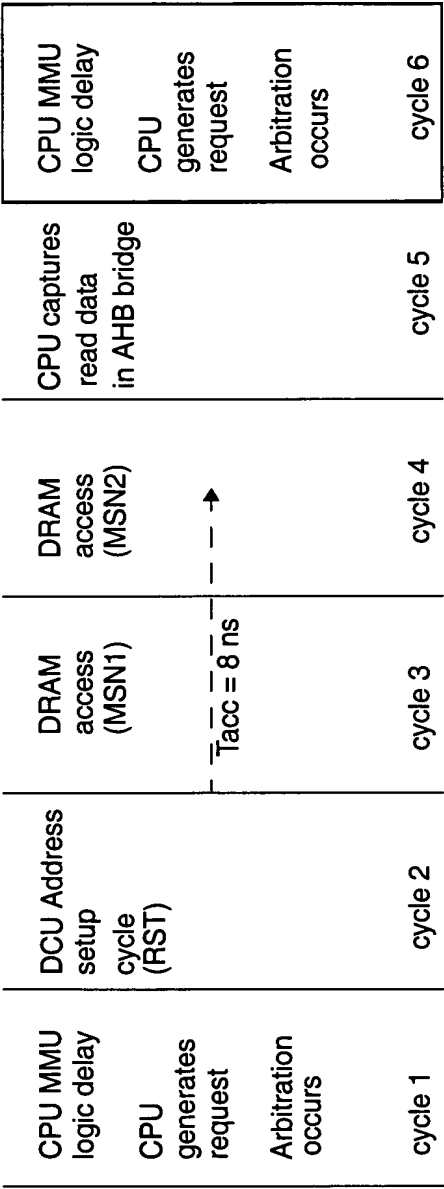 CPU MMU
logic delay
CPU
generates
request
Arbitration
occurs
cycle 1
DCU Address
setup
cycle
(RST)
cycle 2
DRAM
access
(MSN1)
Tacc = 8 ns
cycle 3
DRAM
access
(MSN2)
cycle 4
CPU captures
read data
in AHB bridge
cycle 5
CPU MMU
logic delay
CPU
generates
request
Arbitration
occurs
cycle 6